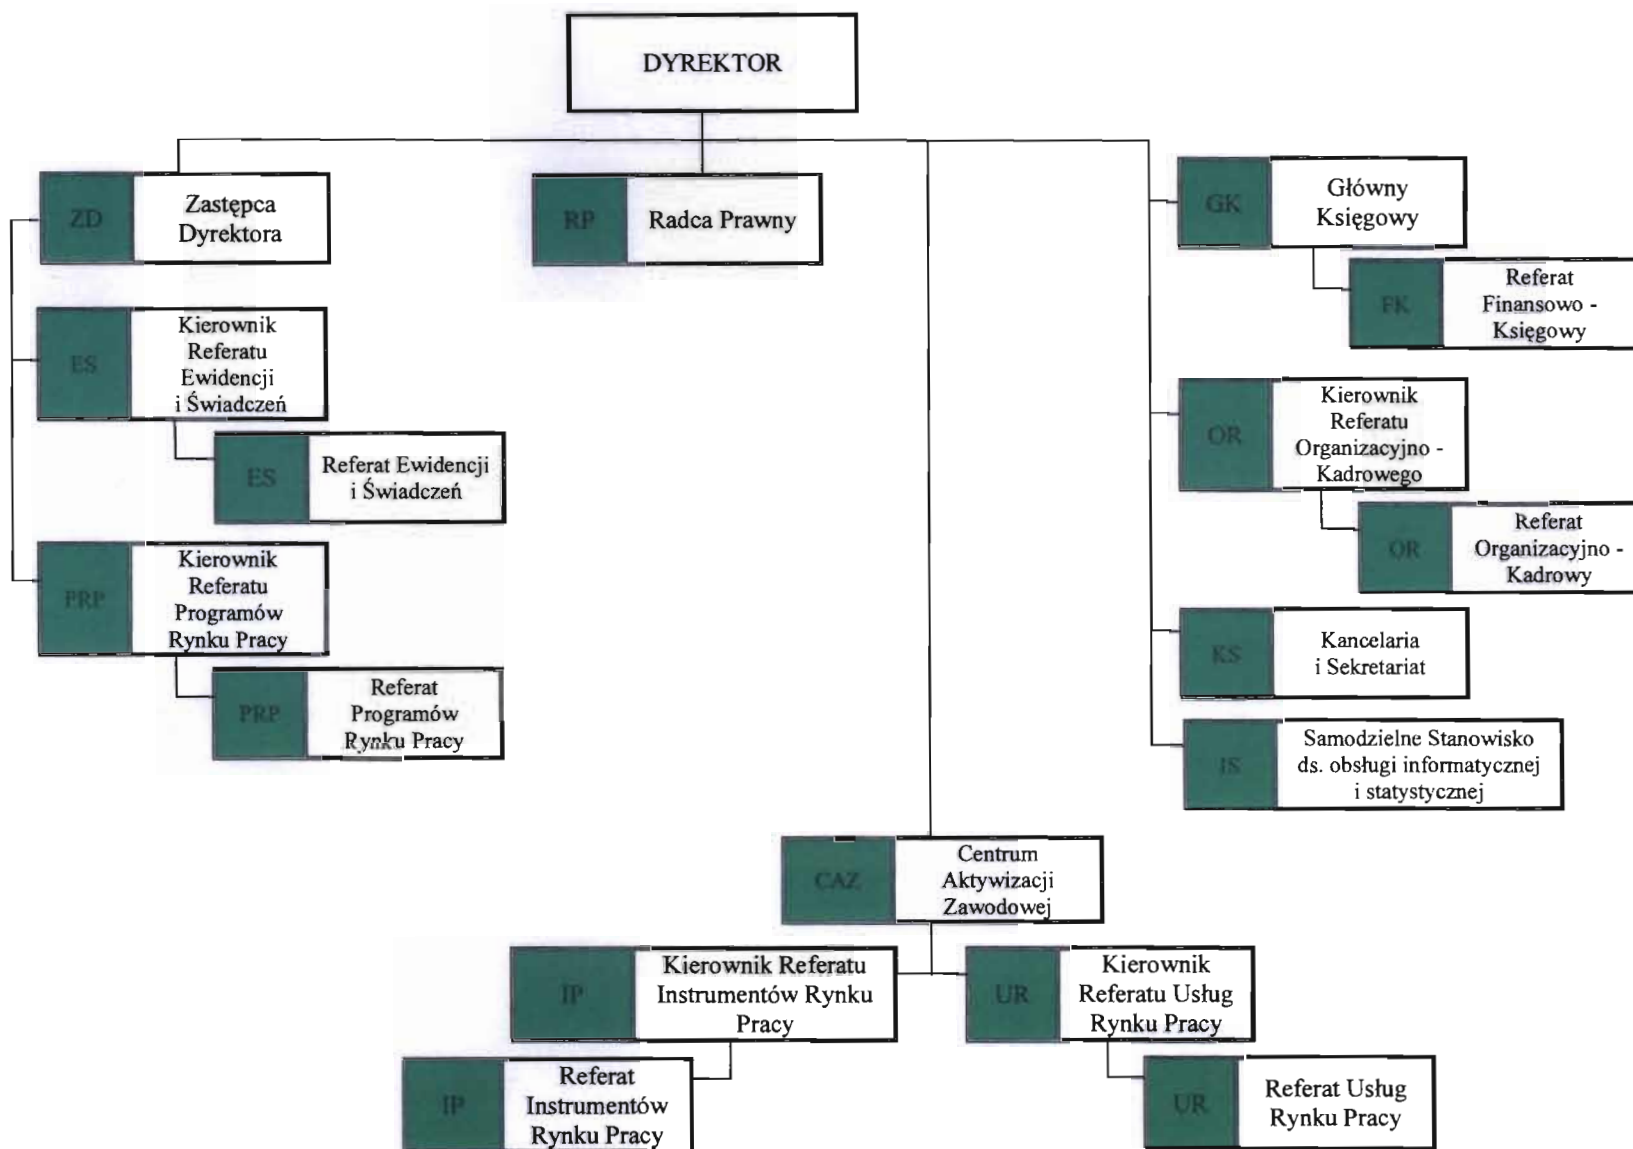 DYREKTOR
ZD
Zastępca
Dyrektora
RP
Radca Prawny
GK
Główny
Księgowy
FK
Referat
Finansowo -
Księgowy
ES
Kierownik
Referatu
Ewidencji
i Świadczeń
ES
Referat Ewidencji
i Świadczeń
OR
Kierownik
Referatu
Organizacyjno -
Kadrowego
OR
Referat
Organizacyjno -
Kadrowy
PRP
Kierownik
Referatu
Programów
Rynku Pracy
PRP
Referat
Programów
Rynku Pracy
KS
Kancelaria
i Sekretariat
IS
Samodzielne Stanowisko
ds. obsługi informatycznej
i statystycznej
CAZ
Centrum
Aktywizacji
Zawodowej
IP
Kierownik Referatu
Instrumentów Rynku
Pracy
UR
Kierownik
Referatu Usług
Rynku Pracy
IP
Referat
Instrumentów
Rynku Pracy
UR
Referat Usług
Rynku Pracy